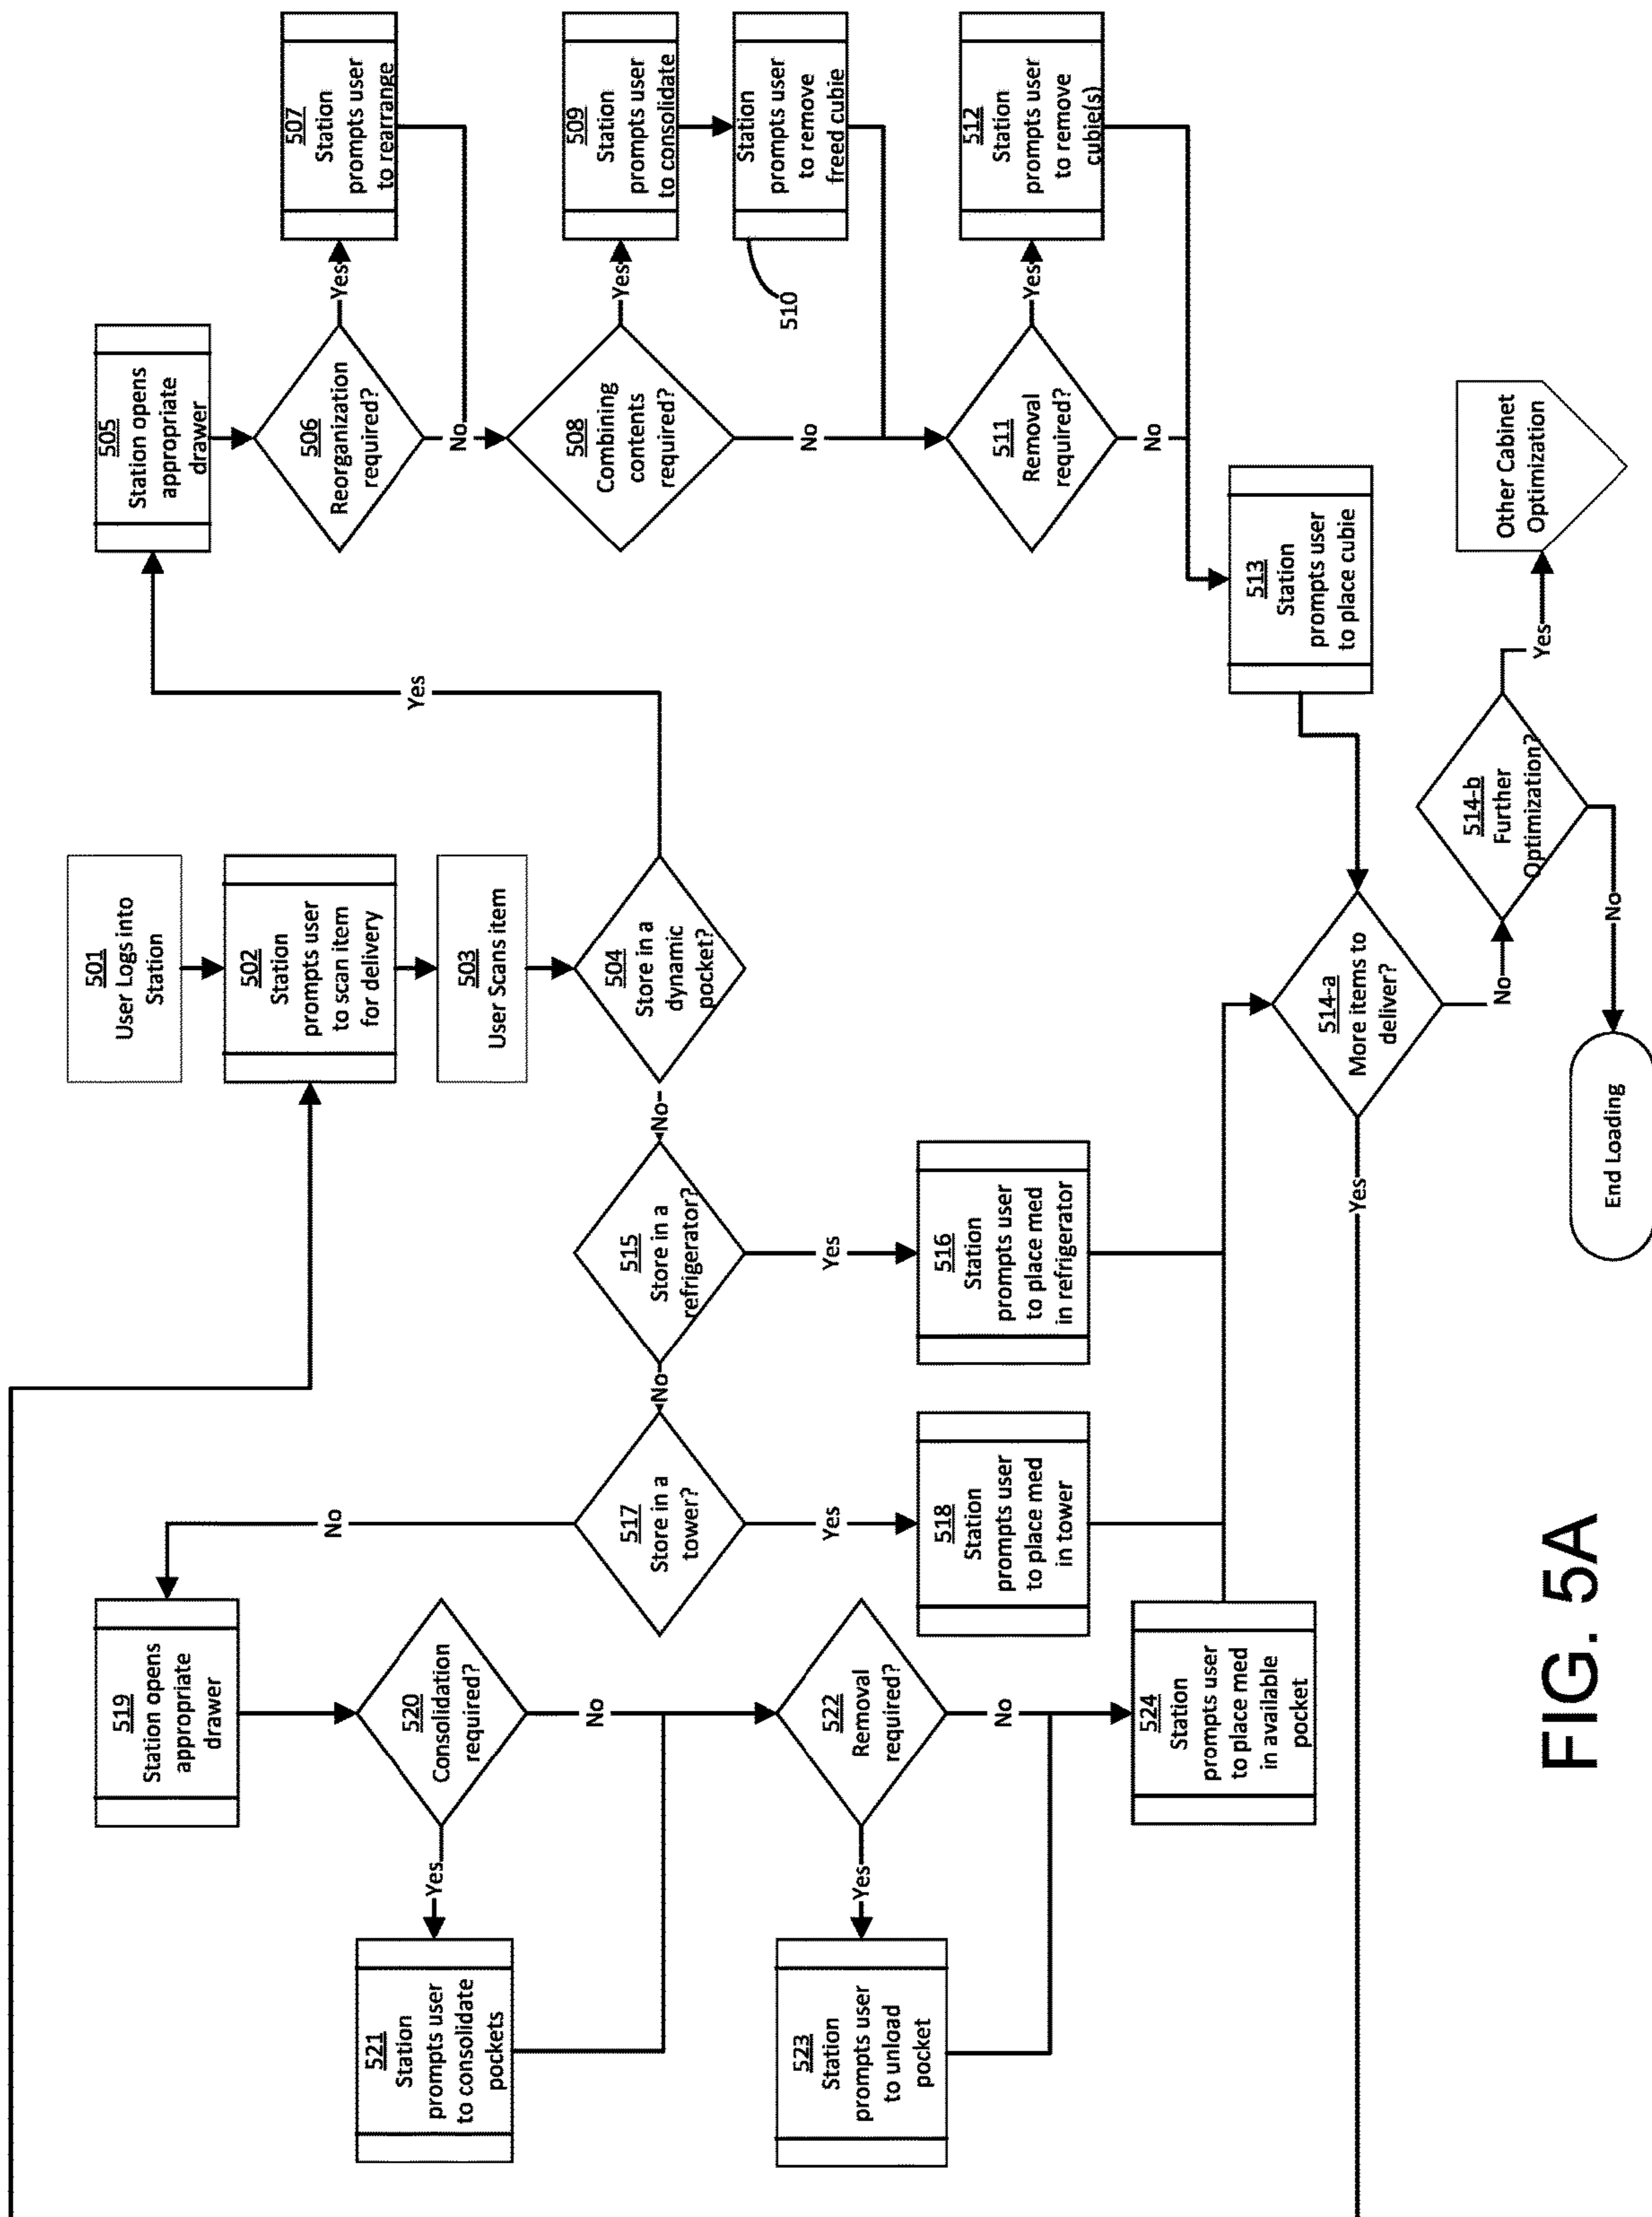 501
User Logs into
Station
502
Station
prompts user
to scan item
for delivery
503
User Scans item
504
Store in a
dynamic
pocket?
Yes
505
Station opens
appropriate
drawer
506
Reorganization
required?
Yes
507
Station
prompts user
to rearrange
No
508
Combining
contents
required?
Yes
509
Station
prompts user
to consolidate
Station
prompts user
to remove
freed cubie
510
No
511
Removal
required?
Yes
512
Station
prompts user
to remove
cubie(s)
No
513
Station
prompts user
to place cubie
No
515
Store in a
refrigerator?
Yes
516
Station
prompts user
to place med
in refrigerator
No
517
Store in a
tower?
Yes
518
Station
prompts user
to place med
in tower
No
519
Station opens
appropriate
drawer
520
Consolidation
required?
Yes
521
Station
prompts user
to consolidate
pockets
No
522
Removal
required?
Yes
523
Station
prompts user
to unload
pocket
No
524
Station
prompts user
to place med
in available
pocket
514-a
More items to
deliver?
Yes
No
514-b
Further
Optimization?
Yes
Other Cabinet
Optimization
No
End Loading
FIG. 5A